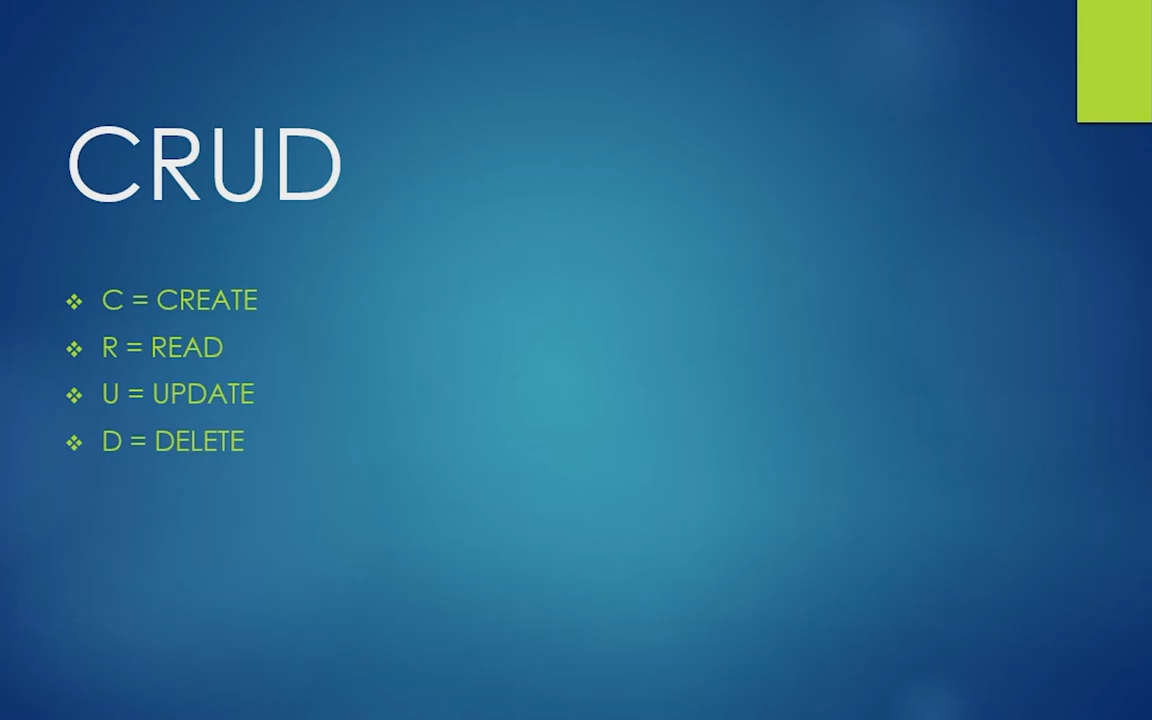 CRUD
❖ C = CREATE
❖ R = READ
❖ U = UPDATE
❖ D = DELETE